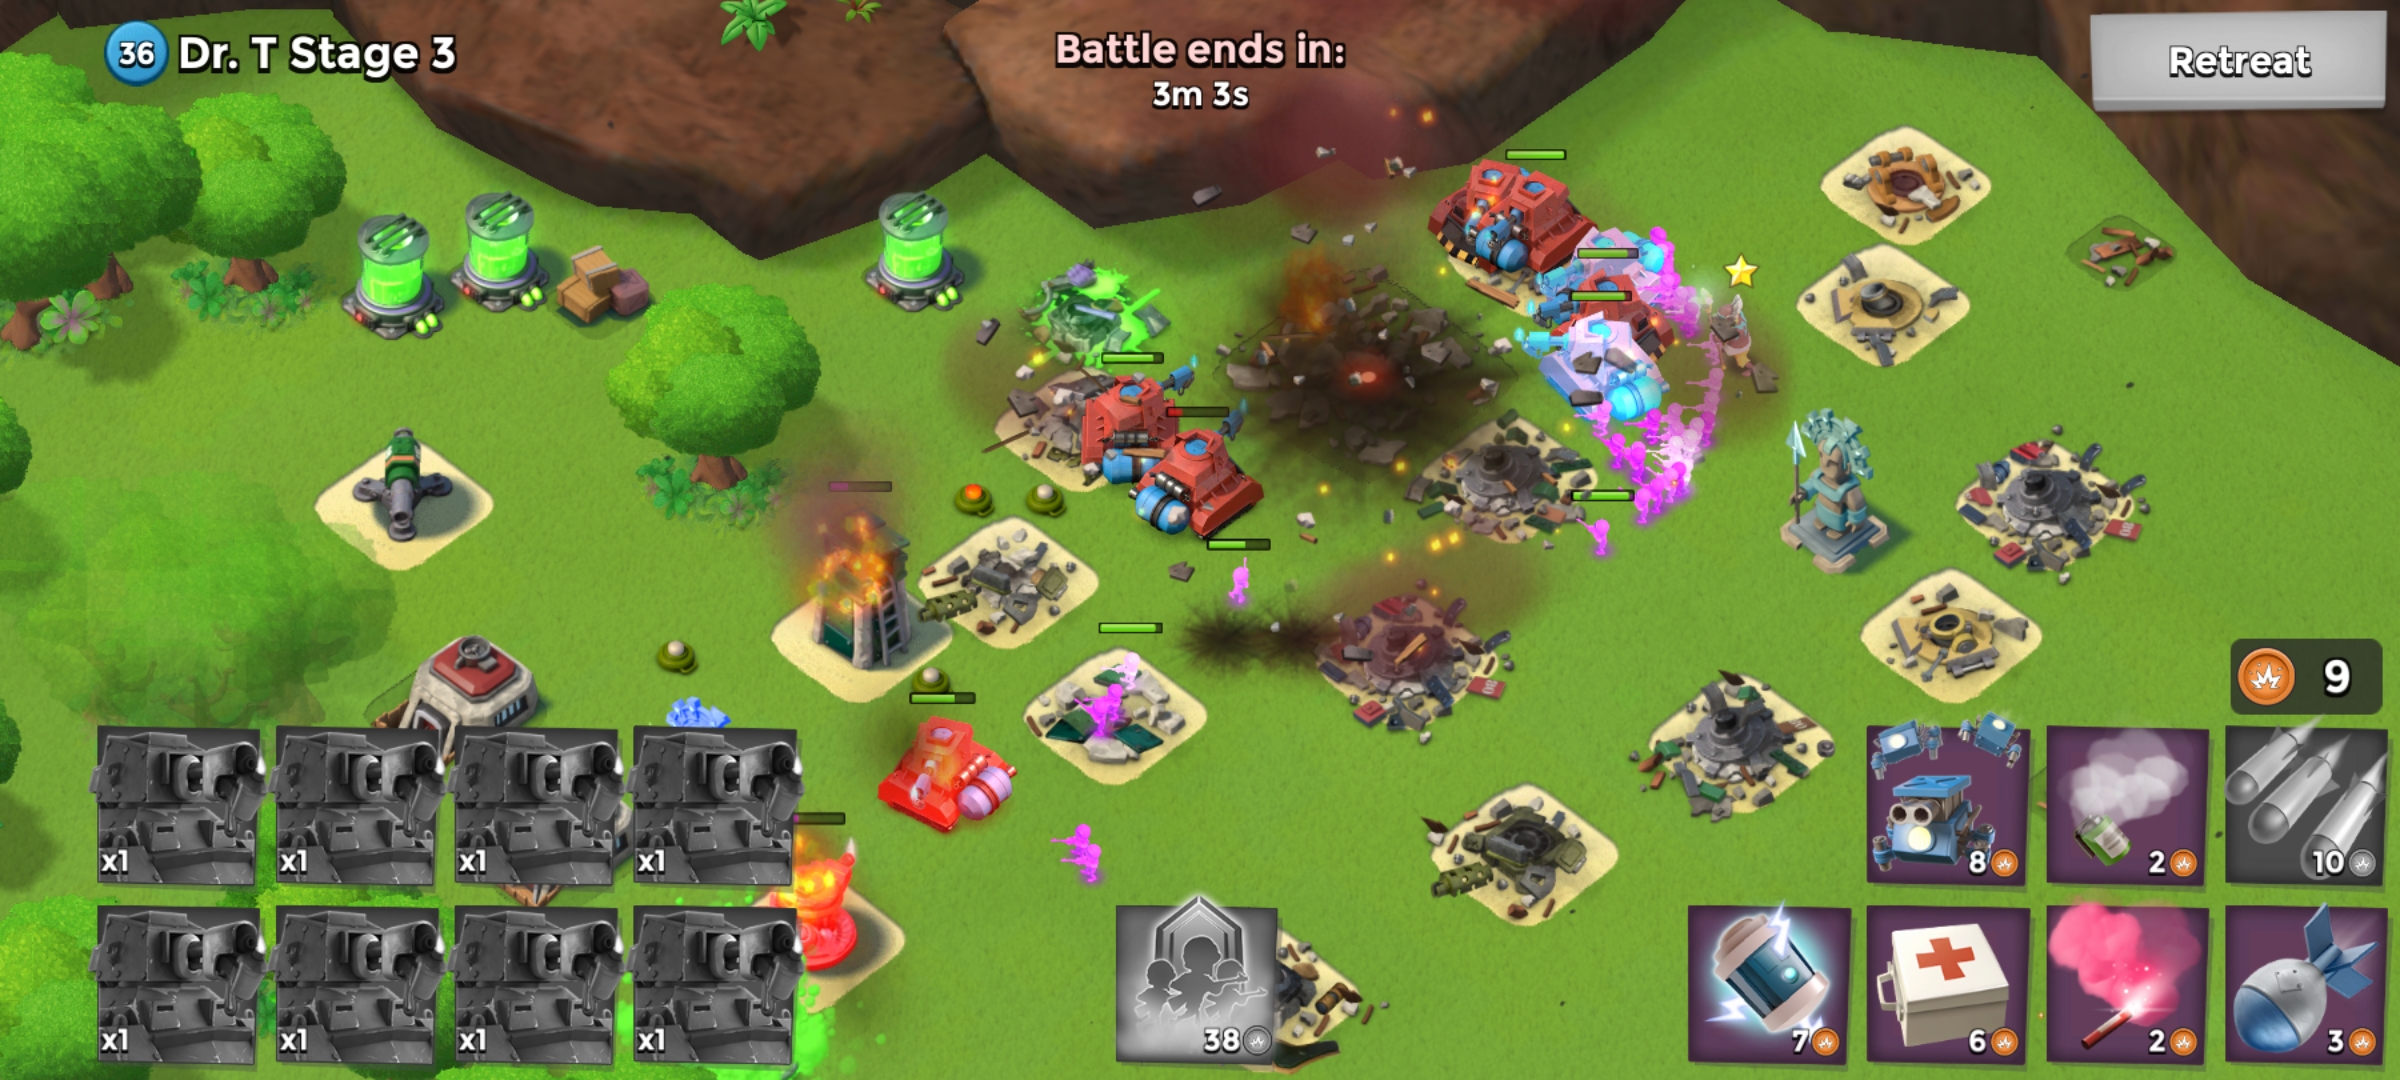 36 Dr. T Stage 3
Battle ends in:
3m 3s
Retreat
9
x1 x1 x1 x1
8 2 10
x1 x1 x1 x1
38
7 6 2 3